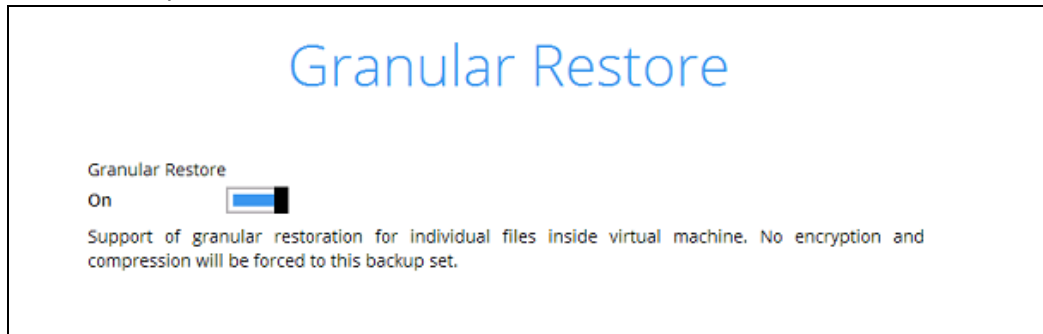 Granular Restore
Granular Restore
On
Support of granular restoration for individual files inside virtual machine. No encryption and
compression will be forced to this backup set.